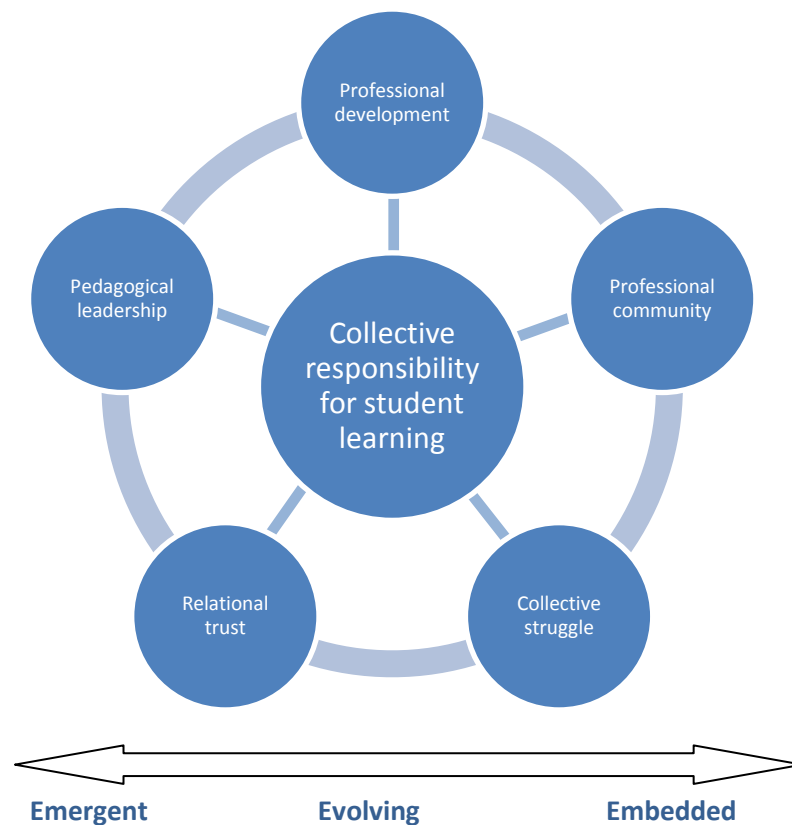 Professional
development
Pedagogical
leadership
Professional
community
Collective
responsibility
for student
learning
Relational
trust
Collective
struggle
Emergent Evolving Embedded